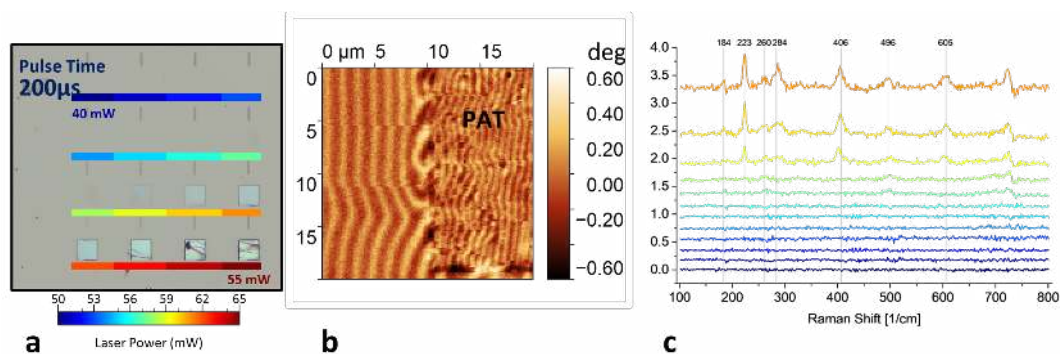 Pulse Time
200µs
40 mW
55 mW
50 53 56 59 62 65
Laser Power (mW)
a
0 µm 5 10 15
0
5
10
15
PAT
deg
0.60
0.40
0.20
0.00
−0.20
−0.60
b
184 223 260 284 406 496 605
4.0
3.5
3.0
2.5
2.0
1.5
1.0
0.5
0.0
100 200 300 400 500 600 700 800
Raman Shift [1/cm]
c